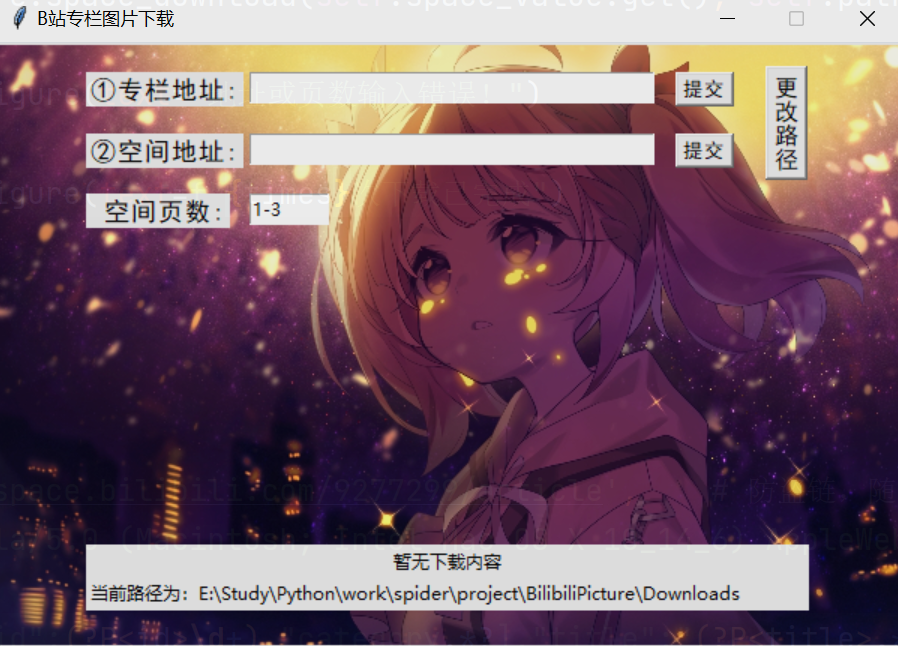 B站专栏图片下载
①专栏地址: 提交
更改路径
②空间地址: 提交
空间页数: 1-3
暂无下载内容
当前路径为：E:\Study\Python\work\spider\project\BilibiliPicture\Downloads